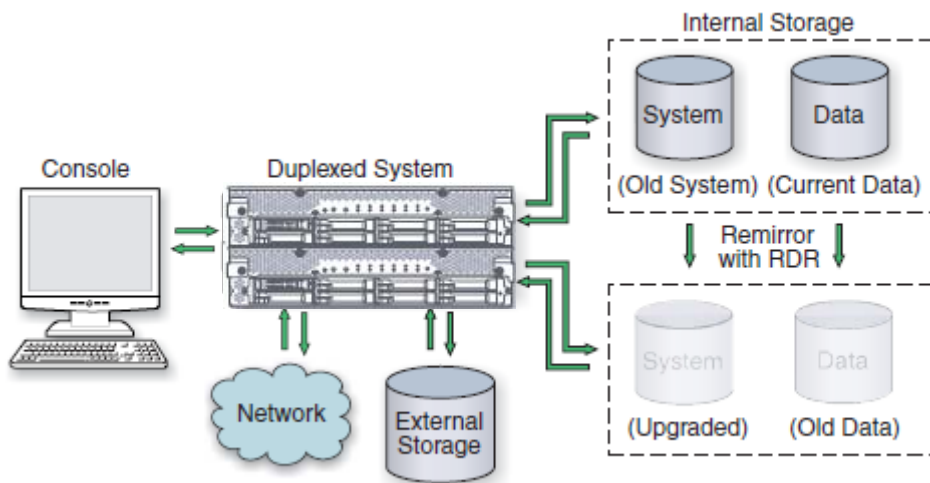 Internal Storage
System
Data
(Old System)
(Current Data)
Console
Duplexed System
Remirror
with RDR
System
Data
(Upgraded)
(Old Data)
Network
External
Storage